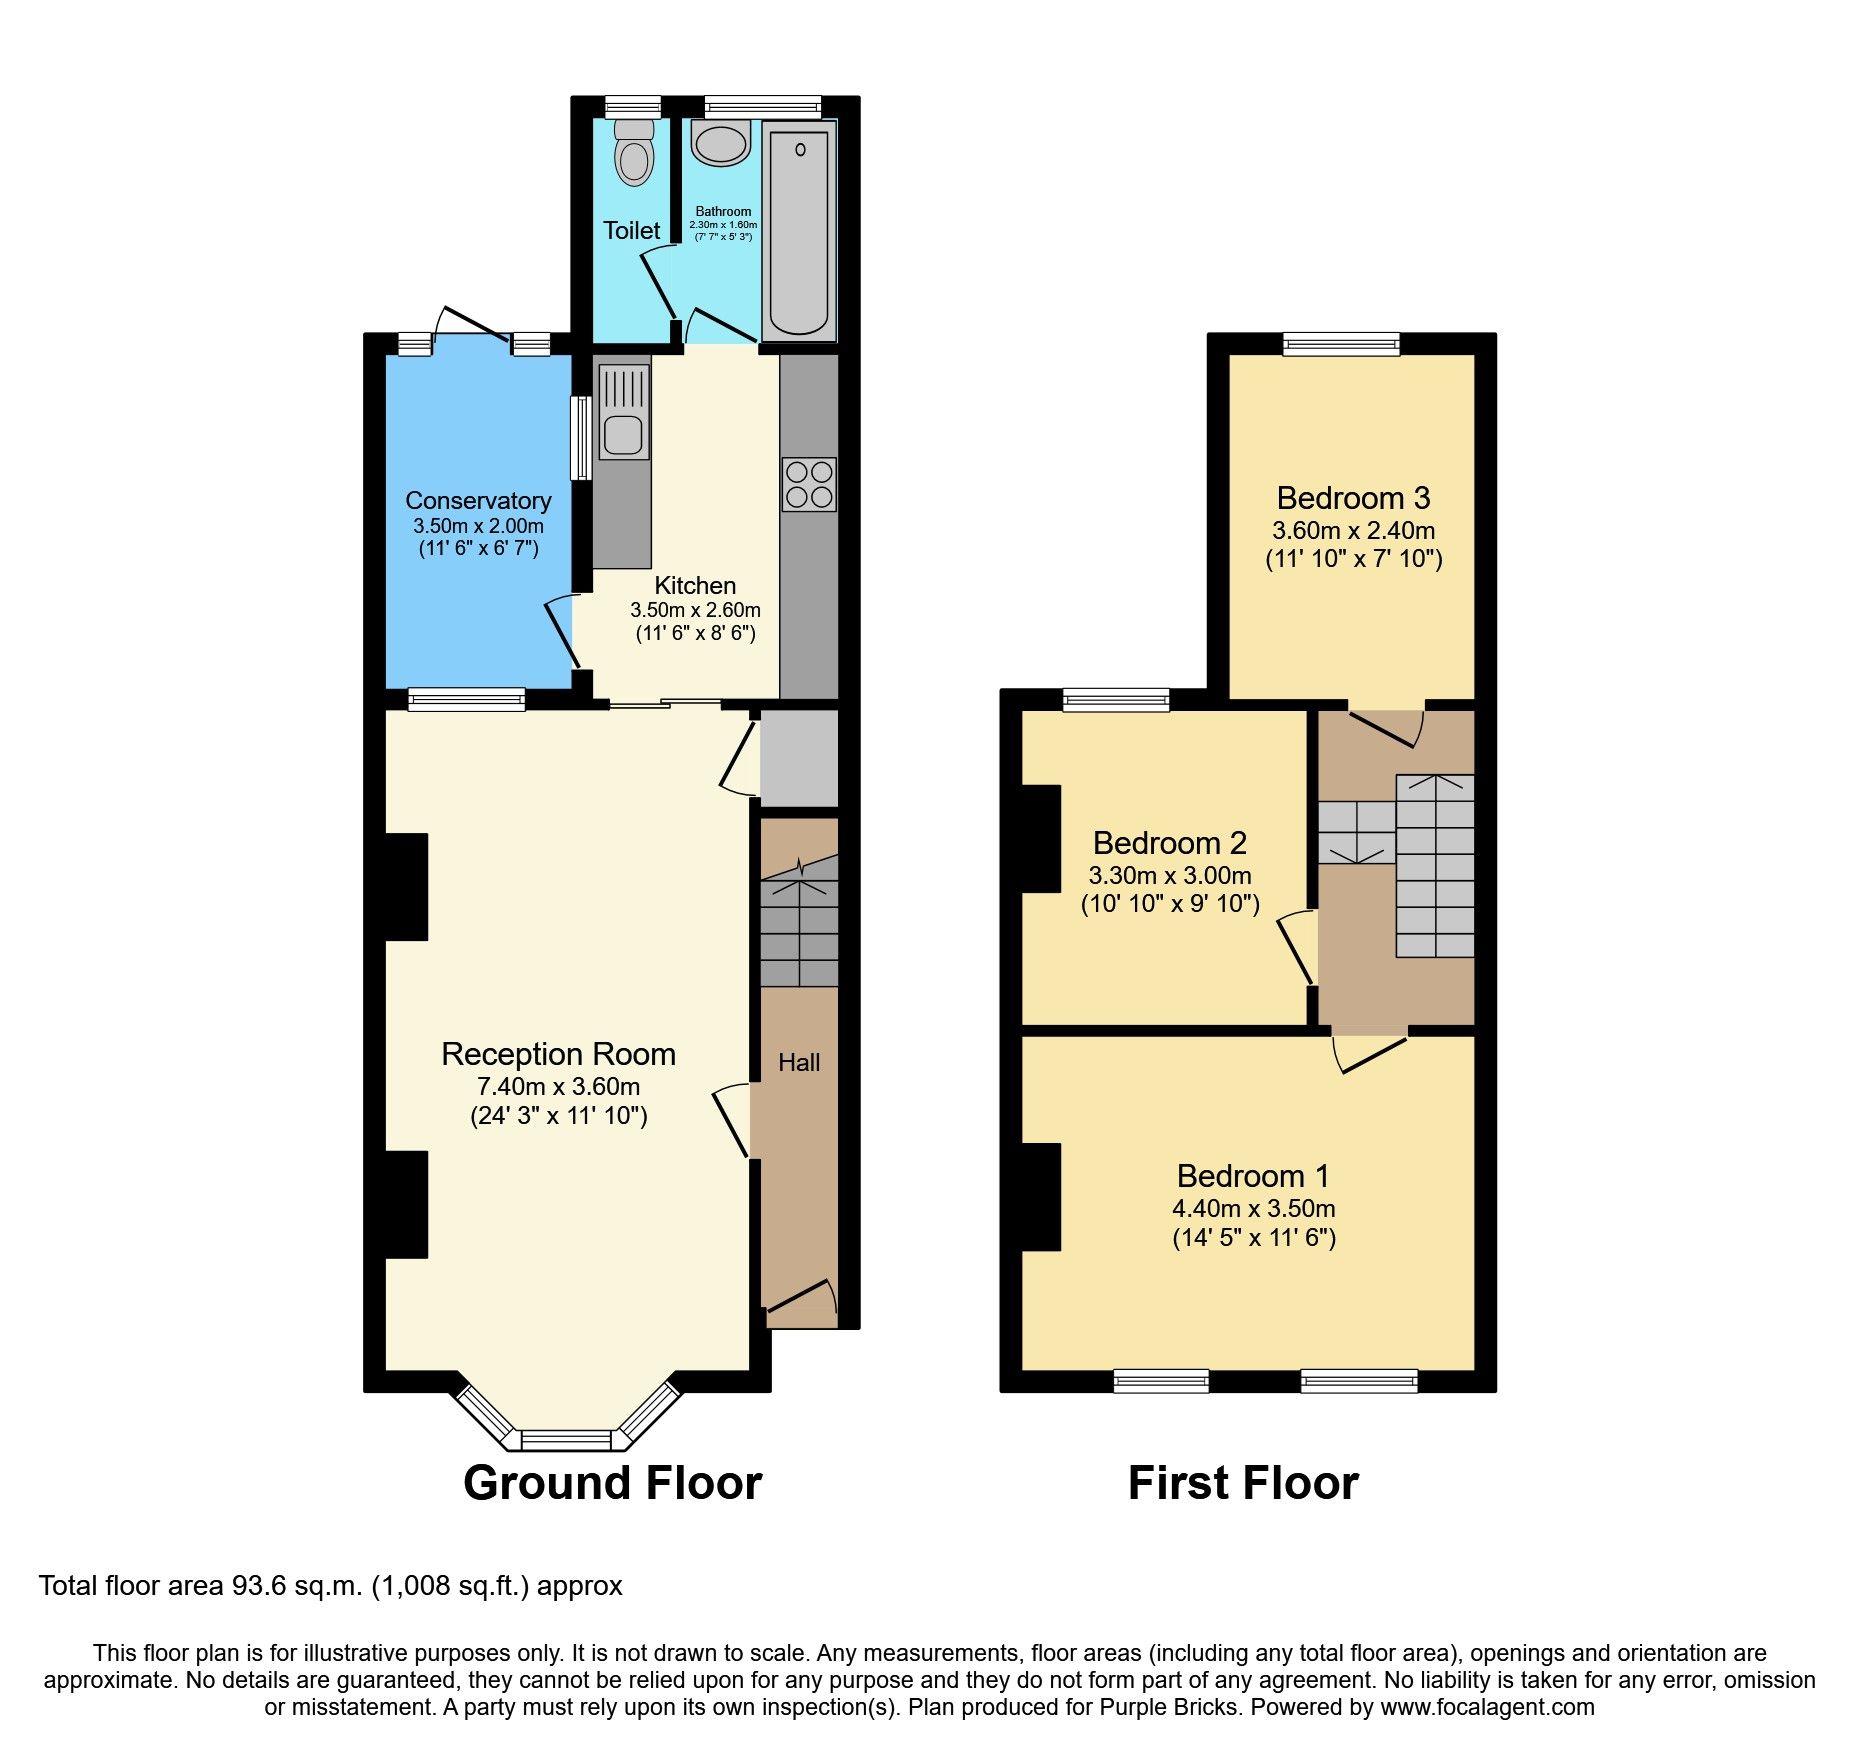 Toilet
Bathroom
2.30m x 1.60m
(7' 7" x 5' 3")
Conservatory
3.50m x 2.00m
(11' 6" x 6' 7")
Kitchen
3.50m x 2.60m
(11' 6" x 8' 6")
Bedroom 3
3.60m x 2.40m
(11' 10" x 7' 10")
Bedroom 2
3.30m x 3.00m
(10' 10" x 9' 10")
Reception Room
7.40m x 3.60m
(24' 3" x 11' 10")
Hall
Bedroom 1
4.40m x 3.50m
(14' 5" x 11' 6")
Ground Floor
First Floor
Total floor area 93.6 sq.m. (1,008 sq.ft.) approx
This floor plan is for illustrative purposes only. It is not drawn to scale. Any measurements, floor areas (including any total floor area), openings and orientation are
approximate. No details are guaranteed, they cannot be relied upon for any purpose and they do not form part of any agreement. No liability is taken for any error, omission
or misstatement. A party must rely upon its own inspection(s). Plan produced for Purple Bricks. Powered by www.focalagent.com